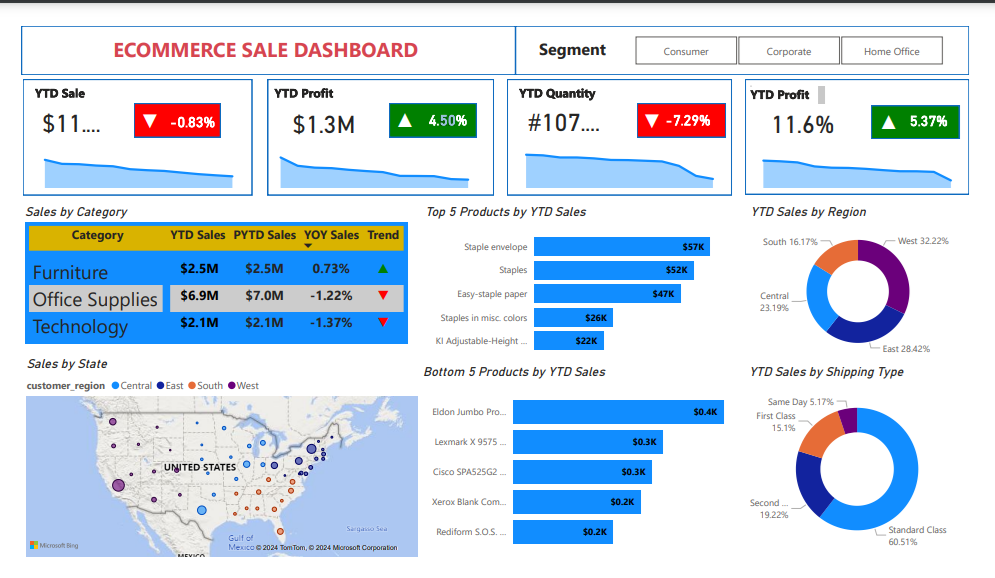 ECOMMERCE SALE DASHBOARD
Segment
Consumer
Corporate
Home Office
YTD Sale
$11....
▼ -0.83%
YTD Profit
$1.3M
▲ 4.50%
YTD Quantity
#107....
▼ -7.29%
YTD Profit
11.6%
▲ 5.37%
Sales by Category
Category YTD Sales PYTD Sales YOY Sales Trend
Furniture $2.5M $2.5M 0.73% ▲
Office Supplies $6.9M $7.0M -1.22% ▼
Technology $2.1M $2.1M -1.37% ▼
Top 5 Products by YTD Sales
Staple envelope $57K
Staples $52K
Easy-staple paper $47K
Staples in misc. colors $26K
KI Adjustable-Height ... $22K
YTD Sales by Region
South 16.17%
West 32.22%
Central
23.19%
East 28.42%
Sales by State
customer_region Central East South West
UNITED STATES
Sargasso Sea
Gulf of
Mexico
MEXICO
Microsoft Bing
© 2024 TomTom, © 2024 Microsoft Corporation
Bottom 5 Products by YTD Sales
Eldon Jumbo Pro... $0.4K
Lexmark X 9575 ... $0.3K
Cisco SPA525G2 ... $0.3K
Xerox Blank Com... $0.2K
Rediform S.O.S. ... $0.2K
YTD Sales by Shipping Type
Same Day 5.17%
First Class
15.1%
Second ...
19.22%
Standard Class
60.51%